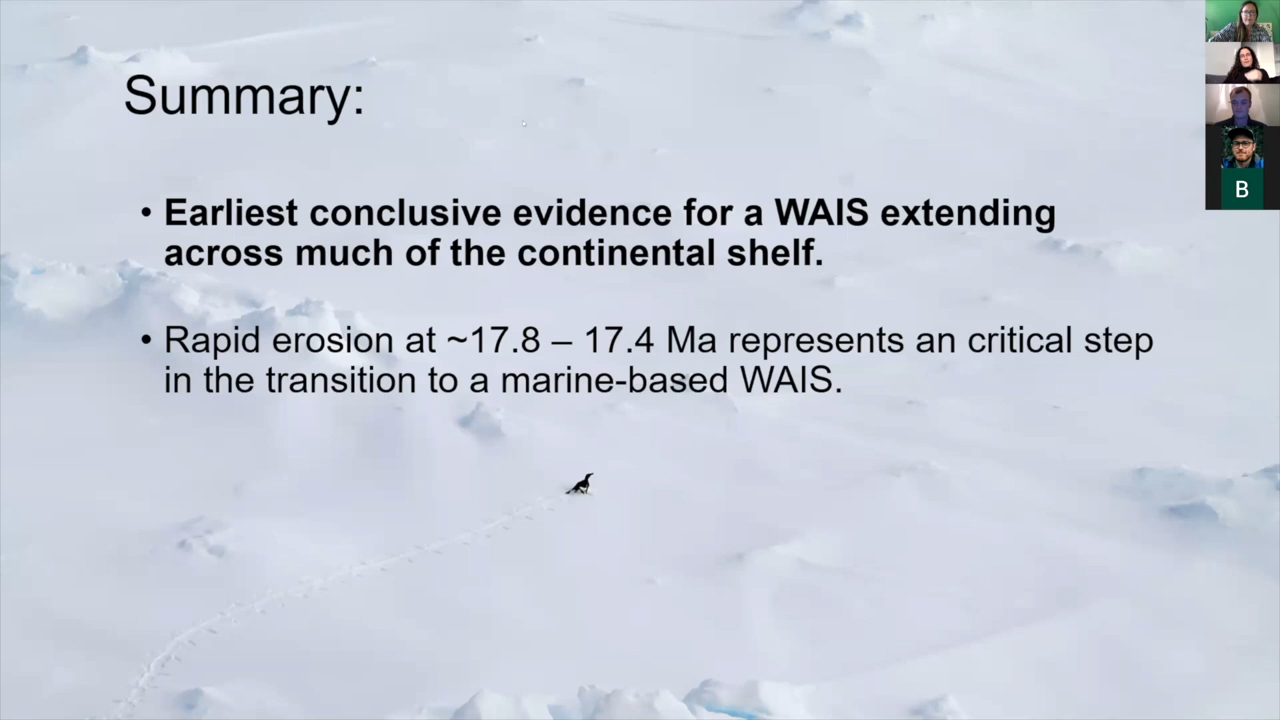 Summary:
• Earliest conclusive evidence for a WAIS extending
across much of the continental shelf.
• Rapid erosion at ~17.8 – 17.4 Ma represents an critical step
in the transition to a marine-based WAIS.
B